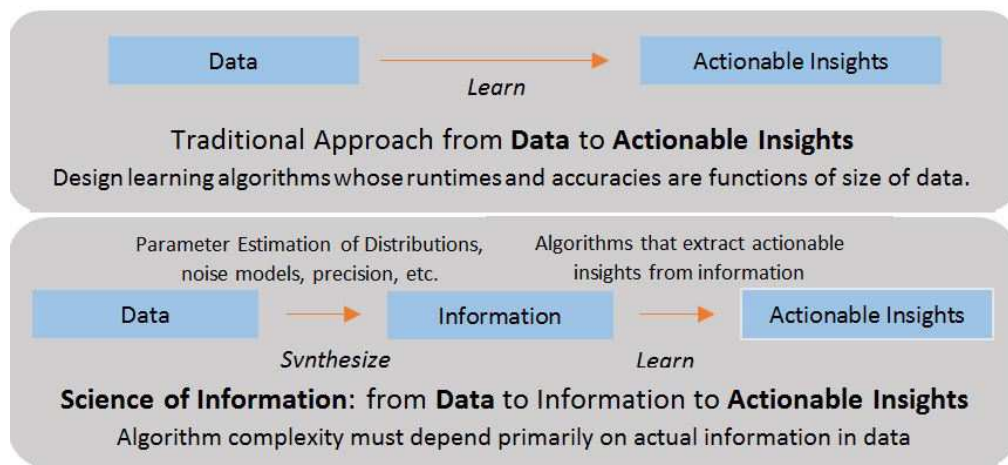 Data
Actionable Insights
Learn
Traditional Approach from Data to Actionable Insights
Design learning algorithms whose runtimes and accuracies are functions of size of data.
Parameter Estimation of Distributions,
noise models, precision, etc.
Algorithms that extract actionable
insights from information
Data
Information
Actionable Insights
Synthesize
Learn
Science of Information: from Data to Information to Actionable Insights
Algorithm complexity must depend primarily on actual information in data